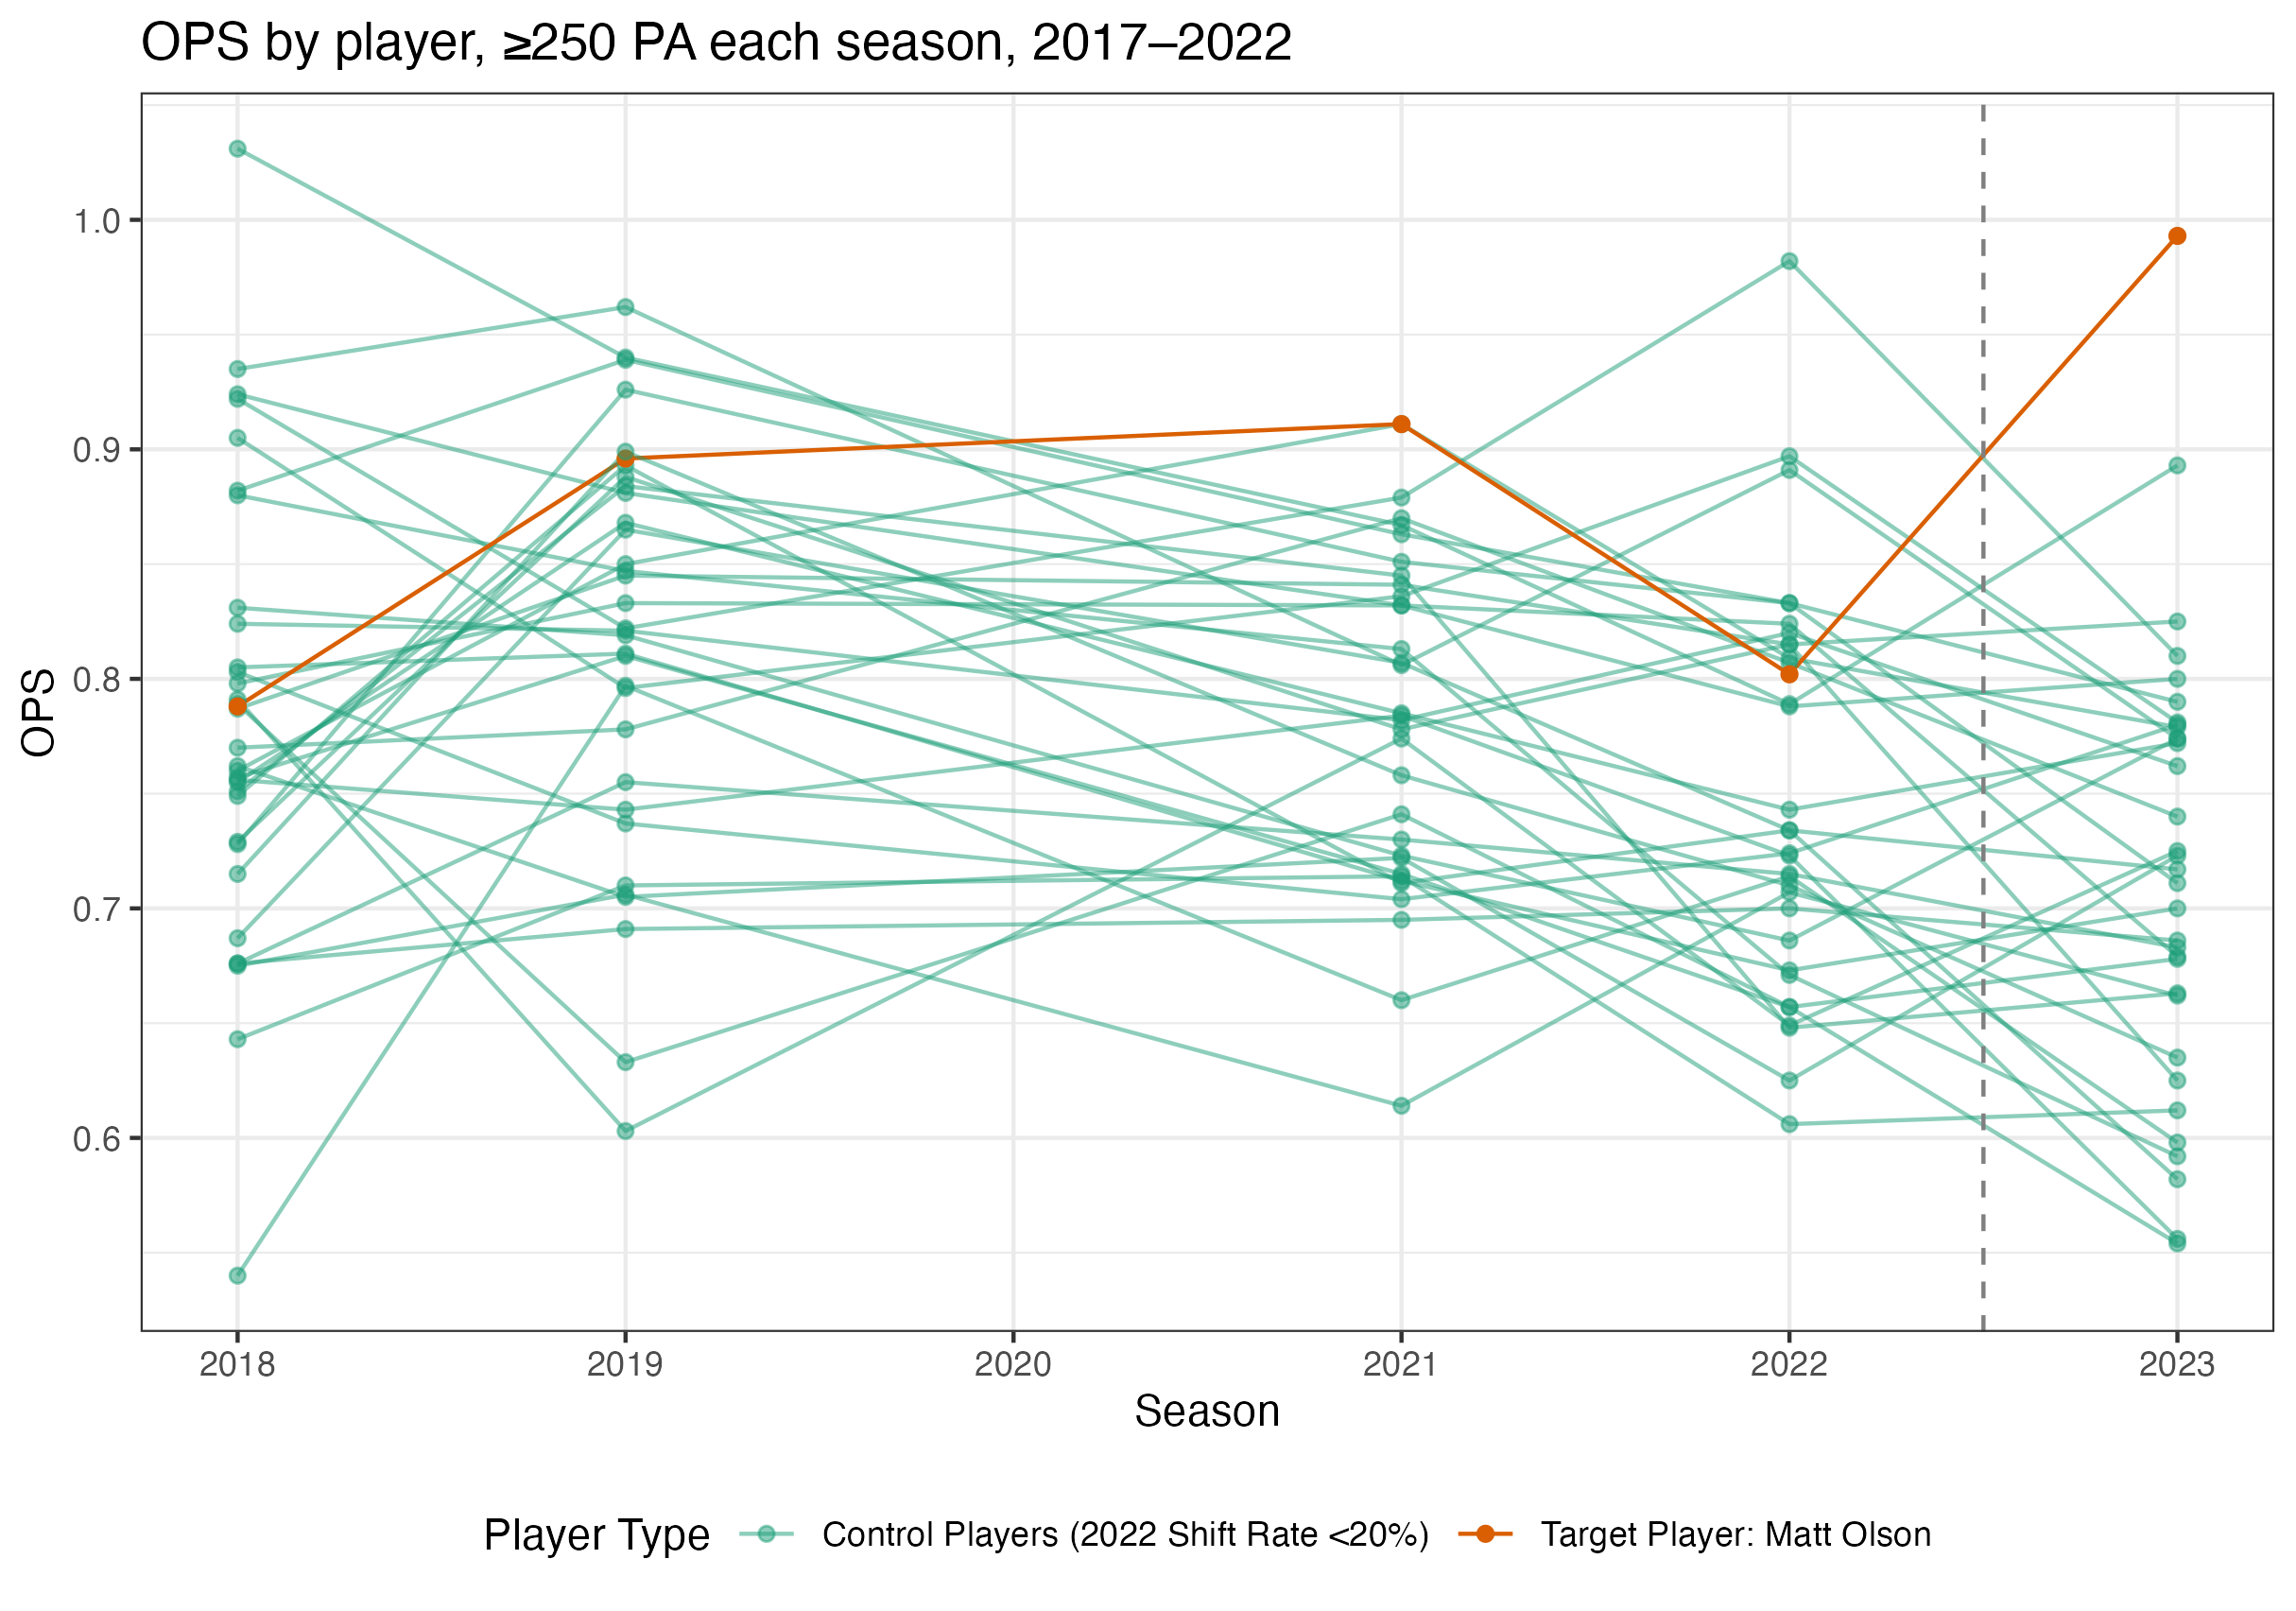 OPS by player, ≥250 PA each season, 2017–2022
OPS
1.0
0.9
0.8
0.7
0.6
2018 2019 2020 2021 2022 2023
Season
Player Type Control Players (2022 Shift Rate <20%) Target Player: Matt Olson